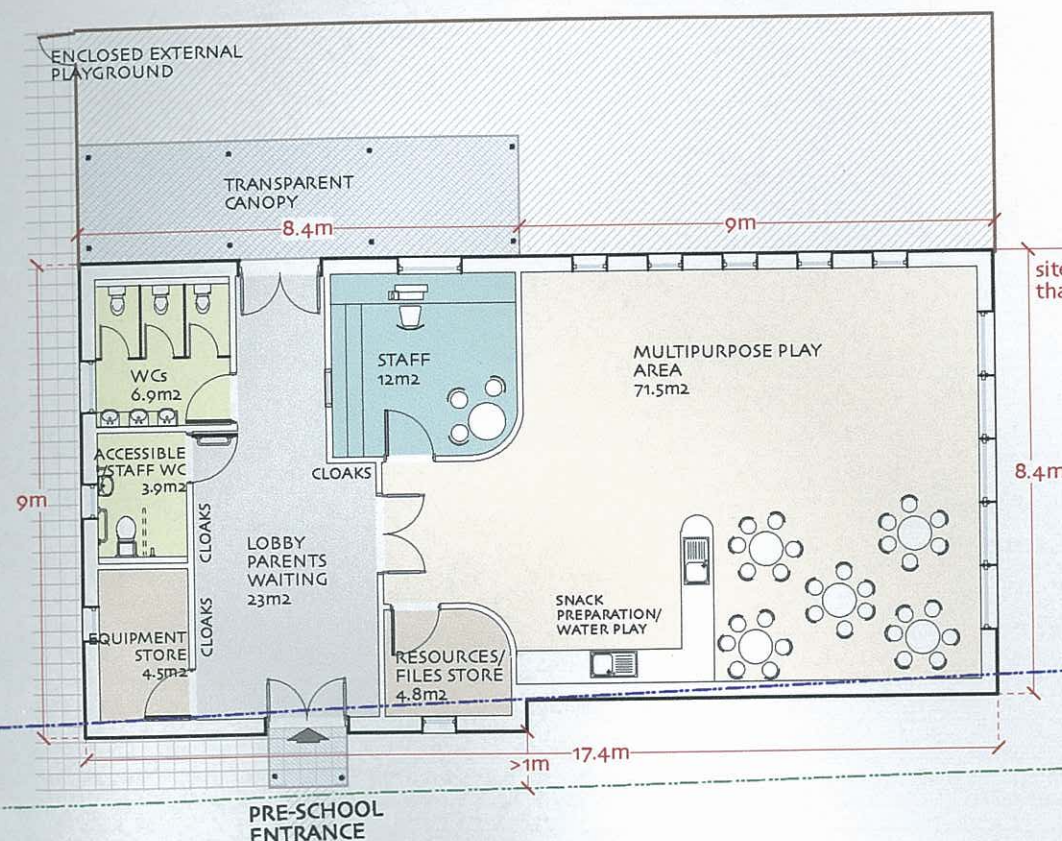 ENCLOSED EXTERNAL
PLAYGROUND
TRANSPARENT
CANOPY
8.4m
9m
site
tha
WCs
6.9m2
STAFF
12m2
MULTIPURPOSE PLAY
AREA
71.5m2
ACCESSIBLE
/STAFF WC
3.9m2
CLOAKS
9m
8.4m
CLOAKS
LOBBY
PARENTS
WAITING
23m2
SNACK
PREPARATION/
WATER PLAY
CLOAKS
EQUIPMENT
STORE
4.5m2
RESOURCES/
FILES STORE
4.8m2
17.4m
>1m
PRE-SCHOOL
ENTRANCE